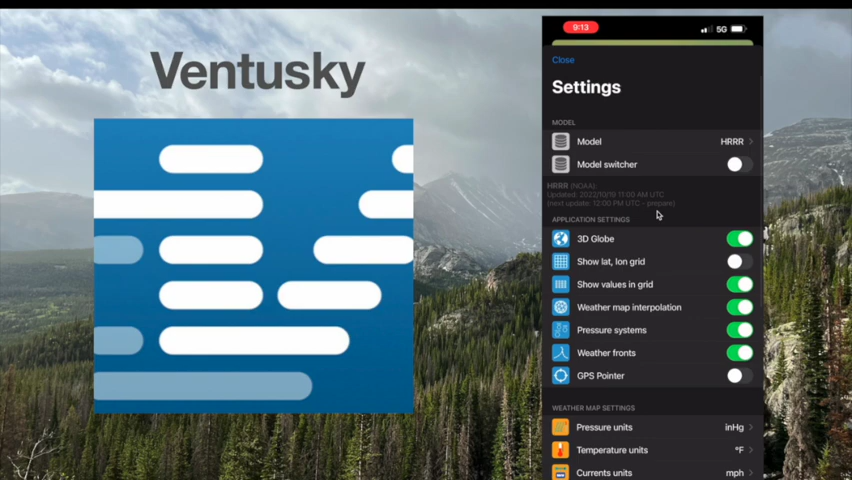 Ventusky
9:13
5G
Close
Settings
MODEL
Model HRRR
Model switcher
HRRR (NOAA):
Updated: 2022/10/19 11:00 AM UTC
(next update: 12:00 PM UTC - prepare)
APPLICATION SETTINGS
3D Globe
Show lat, lon grid
Show values in grid
Weather map interpolation
Pressure systems
Weather fronts
GPS Pointer
WEATHER MAP SETTINGS
Pressure units inHg
Temperature units °F
Currents units mph